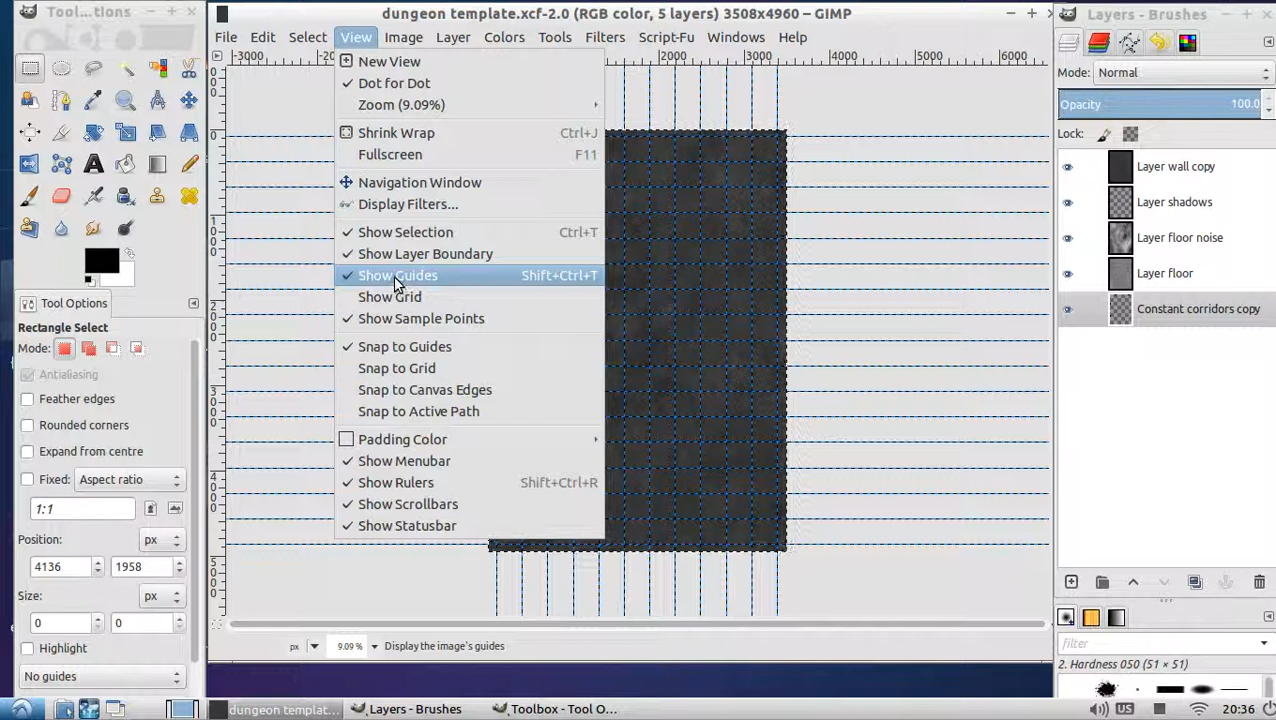 Tool...tions
dungeon template.xcf-2.0 (RGB color, 5 layers) 3508x4960 – GIMP
Layers - Brushes
File Edit Select View Image Layer Colors Tools Filters Script-Fu Windows Help
-3000
2000
3000
4000
5000
6000
New View
Dot for Dot
Zoom (9.09%)
Shrink Wrap Ctrl+J
Fullscreen F11
Navigation Window
Display Filters...
Show Selection Ctrl+T
Show Layer Boundary
Show Guides Shift+Ctrl+T
Show Grid
Show Sample Points
Snap to Guides
Snap to Grid
Snap to Canvas Edges
Snap to Active Path
Padding Color
Show Menubar
Show Rulers Shift+Ctrl+R
Show Scrollbars
Show Statusbar
Tool Options
Rectangle Select
Mode:
Antialiasing
Feather edges
Rounded corners
Expand from centre
Fixed: Aspect ratio
1:1
Position: px
4136 1958
Size: px
0 0
Highlight
No guides
px 9.09 % Display the image's guides
Mode: Normal
Opacity 100.0
Lock:
Layer wall copy
Layer shadows
Layer floor noise
Layer floor
Constant corridors copy
filter
2. Hardness 050 (51 × 51)
dungeon templat... Layers - Brushes Toolbox - Tool O... US 20:36